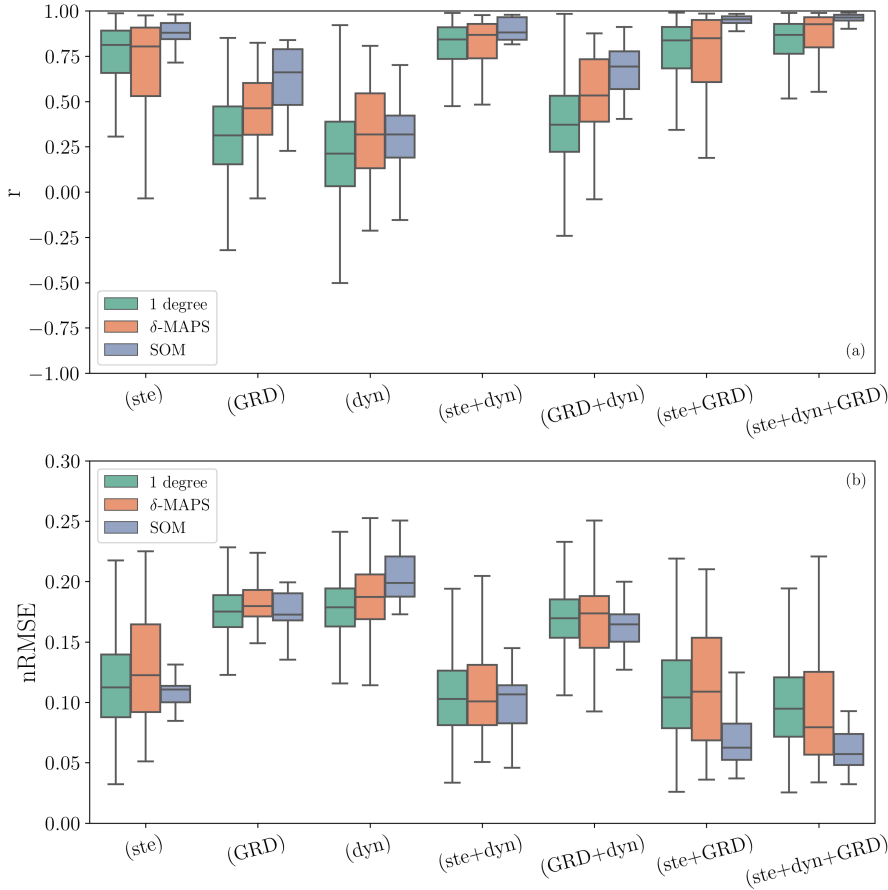 1.00
0.75
0.50
0.25
0.00
−0.25
−0.50
−0.75
−1.00
r
1 degree
δ-MAPS
SOM
(a)
(ste)
(GRD)
(dyn)
(ste+dyn)
(GRD+dyn)
(ste+GRD)
(ste+dyn+GRD)
0.30
0.25
0.20
0.15
0.10
0.05
0.00
nRMSE
1 degree
δ-MAPS
SOM
(b)
(ste)
(GRD)
(dyn)
(ste+dyn)
(GRD+dyn)
(ste+GRD)
(ste+dyn+GRD)